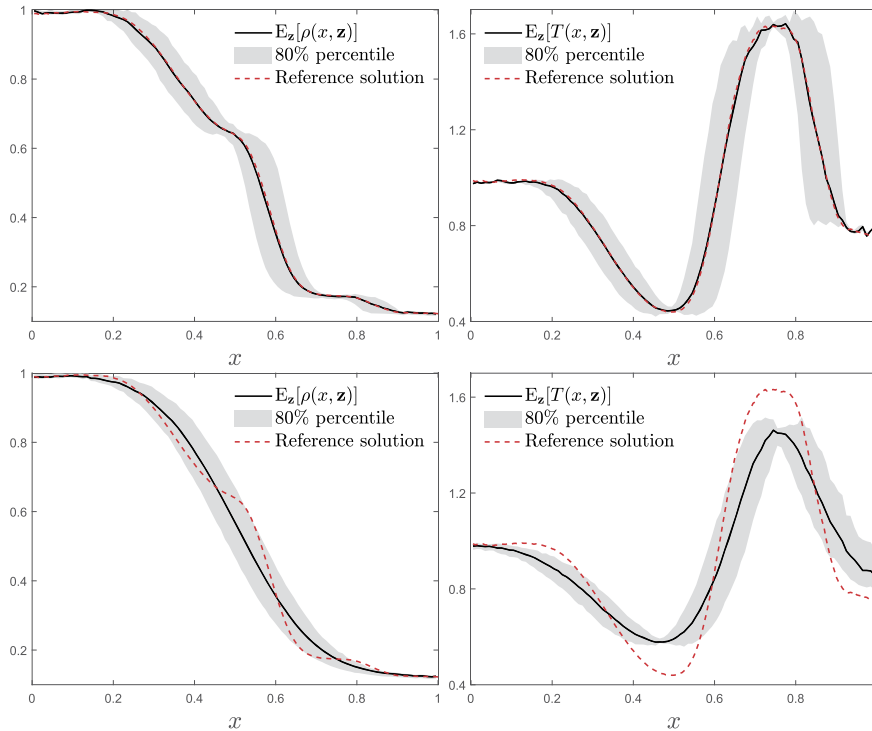 E_z[ρ(x, z)]
80% percentile
Reference solution
1
0.8
0.6
0.4
0.2
0 0.2 0.4 0.6 0.8 1
x
E_z[T(x, z)]
80% percentile
Reference solution
1.6
1.2
0.8
0.4
0 0.2 0.4 0.6 0.8
x
E_z[ρ(x, z)]
80% percentile
Reference solution
1
0.8
0.6
0.4
0.2
0 0.2 0.4 0.6 0.8 1
x
E_z[T(x, z)]
80% percentile
Reference solution
1.6
1.2
0.8
0.4
0 0.2 0.4 0.6 0.8
x